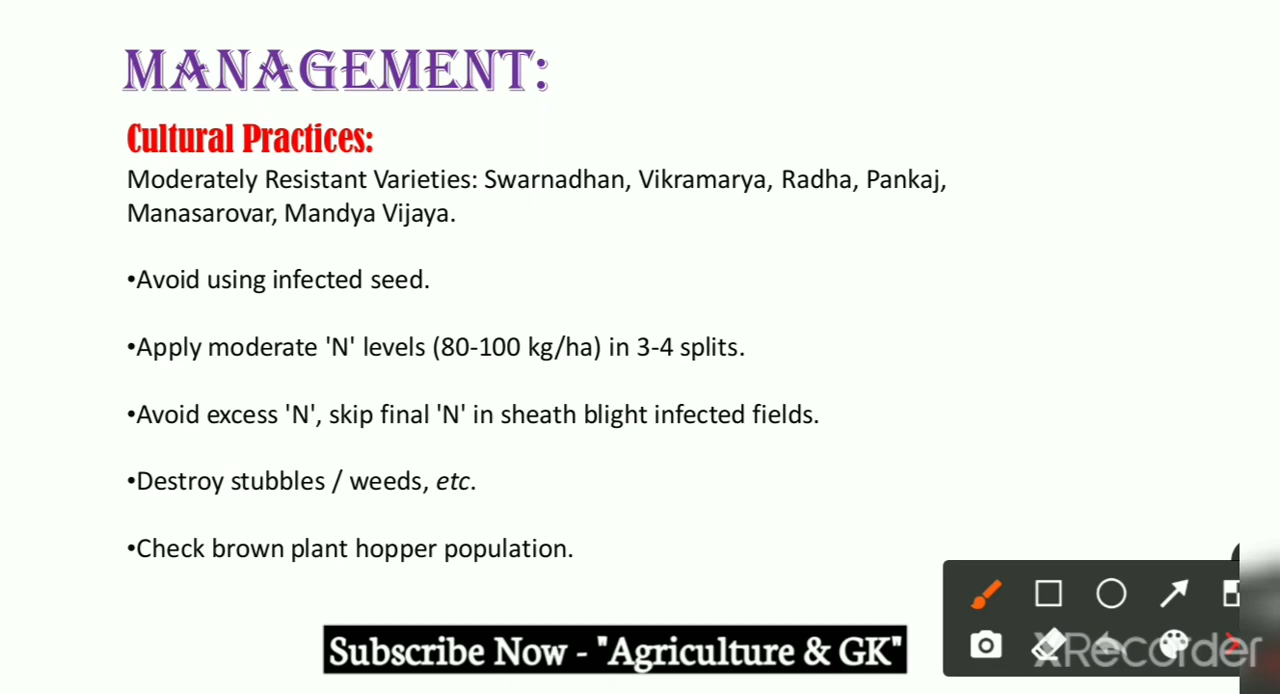 MANAGEMENT:
Cultural Practices:
Moderately Resistant Varieties: Swarnadhan, Vikramarya, Radha, Pankaj,
Manasarovar, Mandya Vijaya.
•Avoid using infected seed.
•Apply moderate 'N' levels (80-100 kg/ha) in 3-4 splits.
•Avoid excess 'N', skip final 'N' in sheath blight infected fields.
•Destroy stubbles / weeds, etc.
•Check brown plant hopper population.
Subscribe Now - "Agriculture & GK"
XRecorder